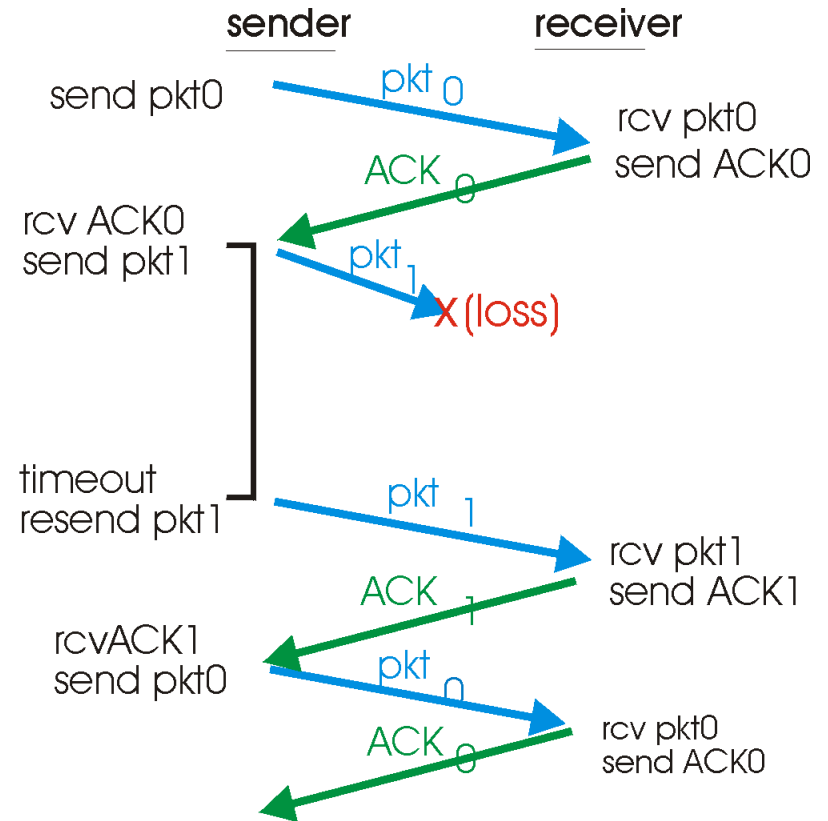 sender
receiver
send pkt0
pkt 0
rcv pkt0
send ACK0
ACK 0
rcv ACK0
send pkt1
pkt 1
X (loss)
timeout
resend pkt1
pkt 1
rcv pkt1
send ACK1
ACK 1
rcvACK1
send pkt0
pkt 0
rcv pkt0
send ACK0
ACK 0